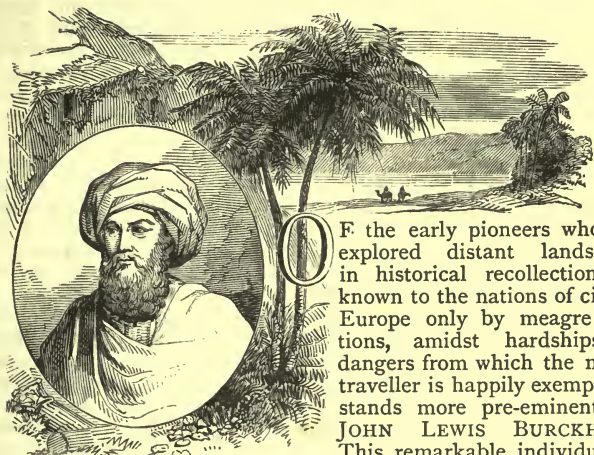 OF the early pioneers who
explored distant lands
in historical recollection
known to the nations of ci
Europe only by meagre
tions, amidst hardships
dangers from which the m
traveller is happily exemp
stands more pre-eminent
JOHN LEWIS BURCKH
This remarkable individu